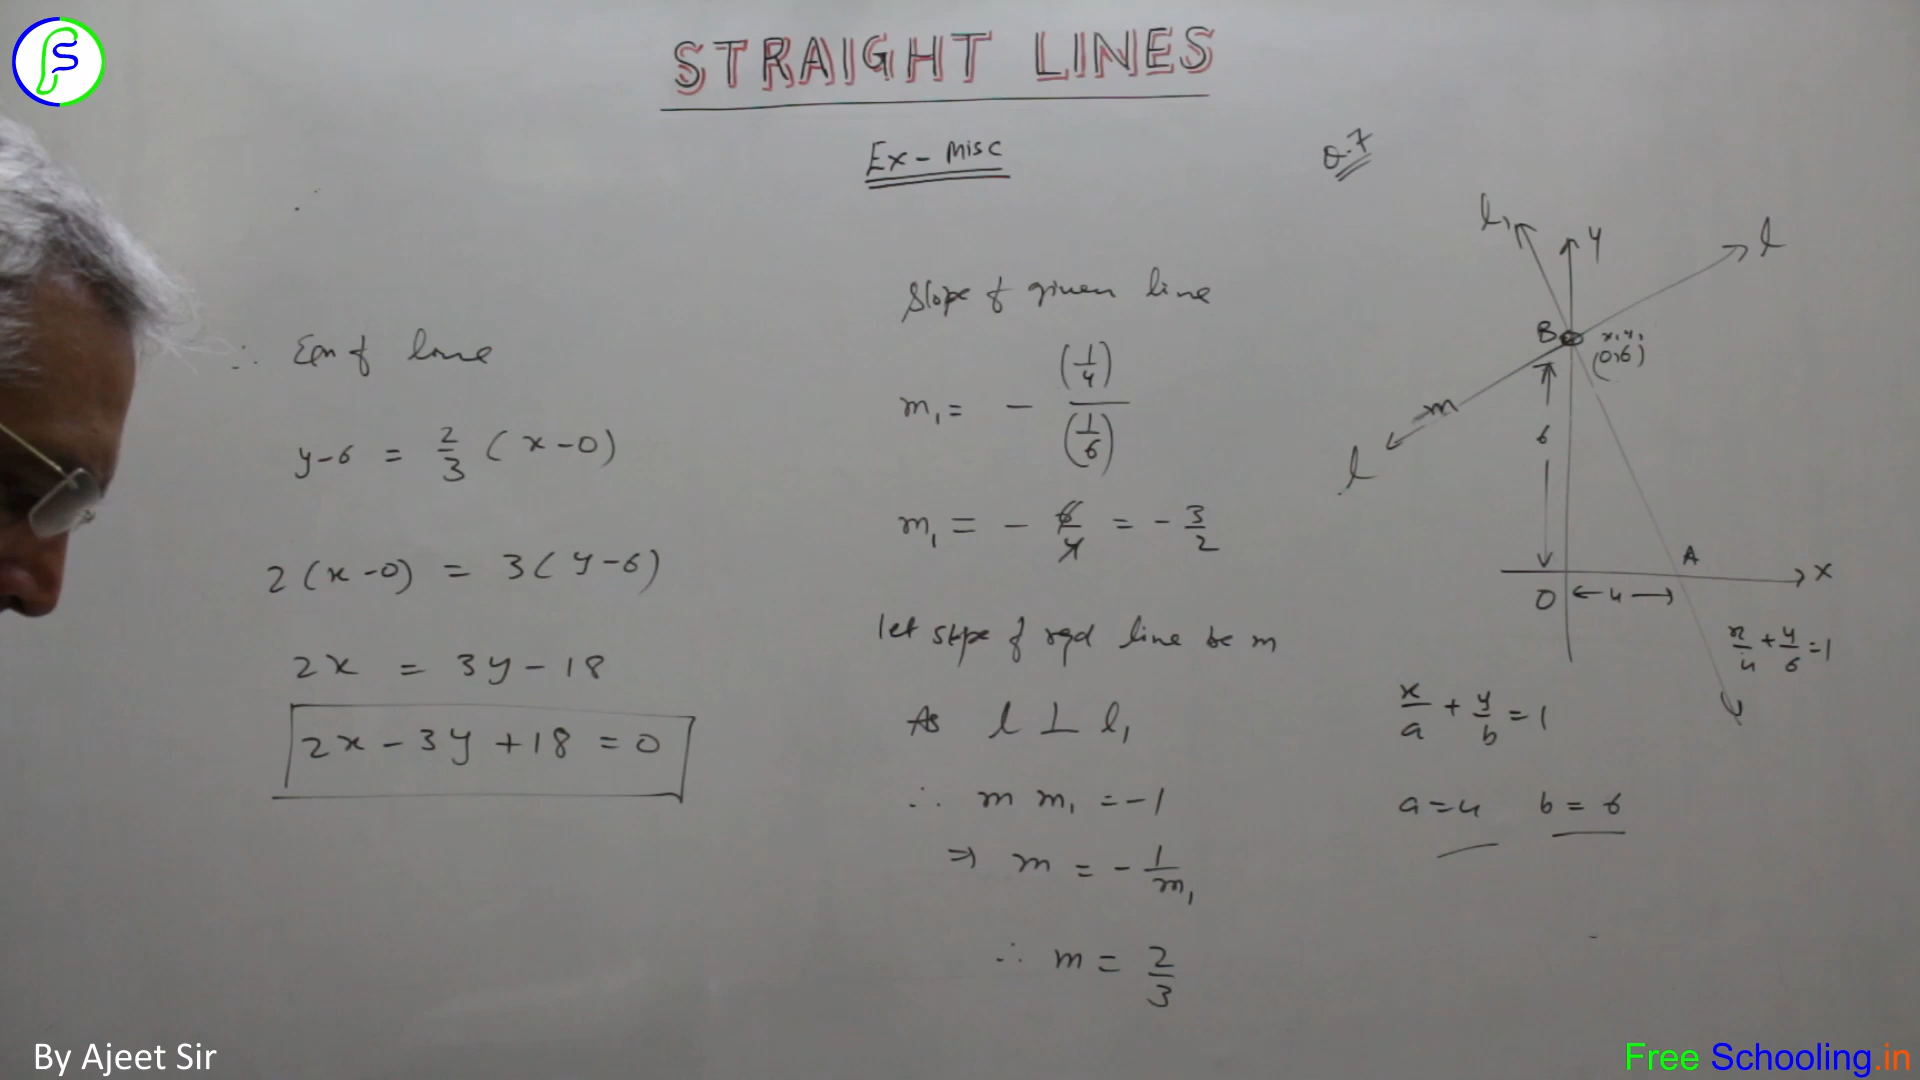 STRAIGHT LINES
Ex - Misc
Q.7
∴ Eqn of line
y-6 = 2/3 (x-0)
2(x-0) = 3(y-6)
2x = 3y-18
2x-3y+18=0
Slope of given line
m₁ = - (1/4)/(1/6)
m₁ = - 6/4 = - 3/2
let slope of rqd line be m
As l ⊥ l₁
∴ m m₁ = -1
⇒ m = - 1/m₁
∴ m = 2/3
l₁
y
l
B
x₁y₁
(0,6)
m
l
6
A
x
O
4
x/4 + y/6 = 1
x/a + y/b = 1
a=4 b=6
By Ajeet Sir
Free Schooling.in